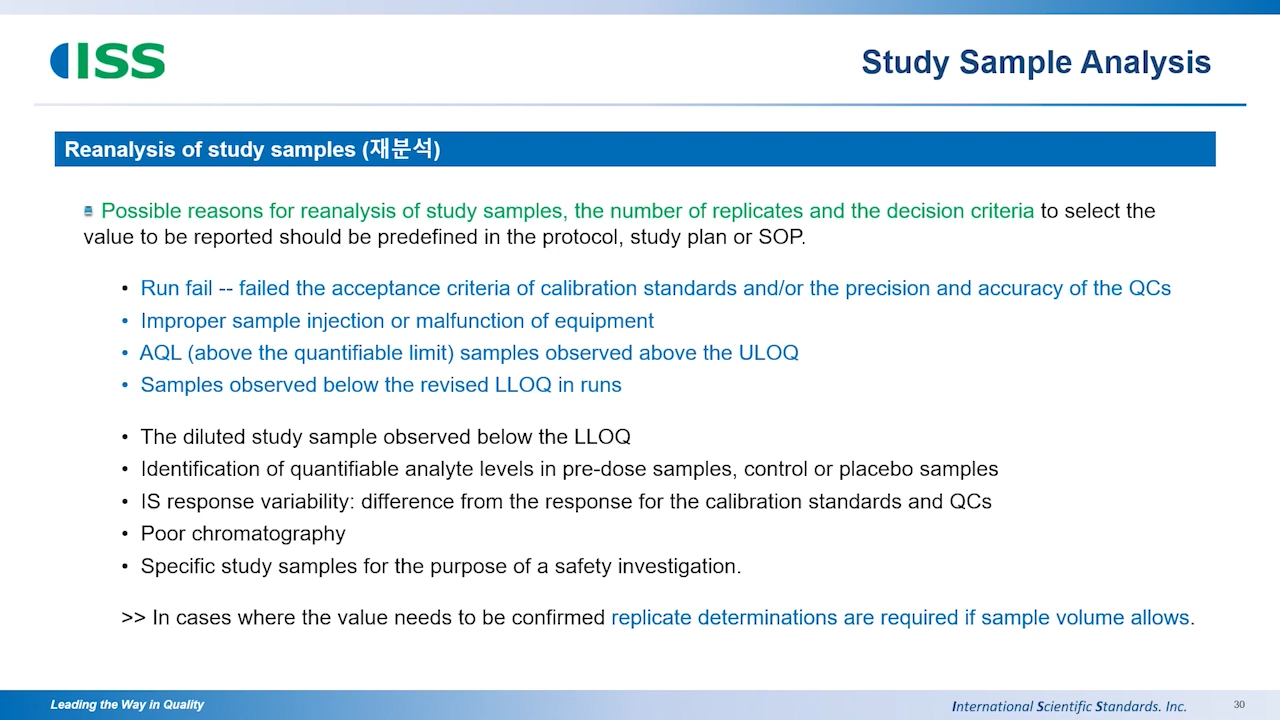 ISS
Study Sample Analysis
Reanalysis of study samples (재분석)
Possible reasons for reanalysis of study samples, the number of replicates and the decision criteria to select the
value to be reported should be predefined in the protocol, study plan or SOP.
• Run fail -- failed the acceptance criteria of calibration standards and/or the precision and accuracy of the QCs
• Improper sample injection or malfunction of equipment
• AQL (above the quantifiable limit) samples observed above the ULOQ
• Samples observed below the revised LLOQ in runs
• The diluted study sample observed below the LLOQ
• Identification of quantifiable analyte levels in pre-dose samples, control or placebo samples
• IS response variability: difference from the response for the calibration standards and QCs
• Poor chromatography
• Specific study samples for the purpose of a safety investigation.
>> In cases where the value needs to be confirmed replicate determinations are required if sample volume allows.
Leading the Way in Quality
International Scientific Standards. Inc.
30